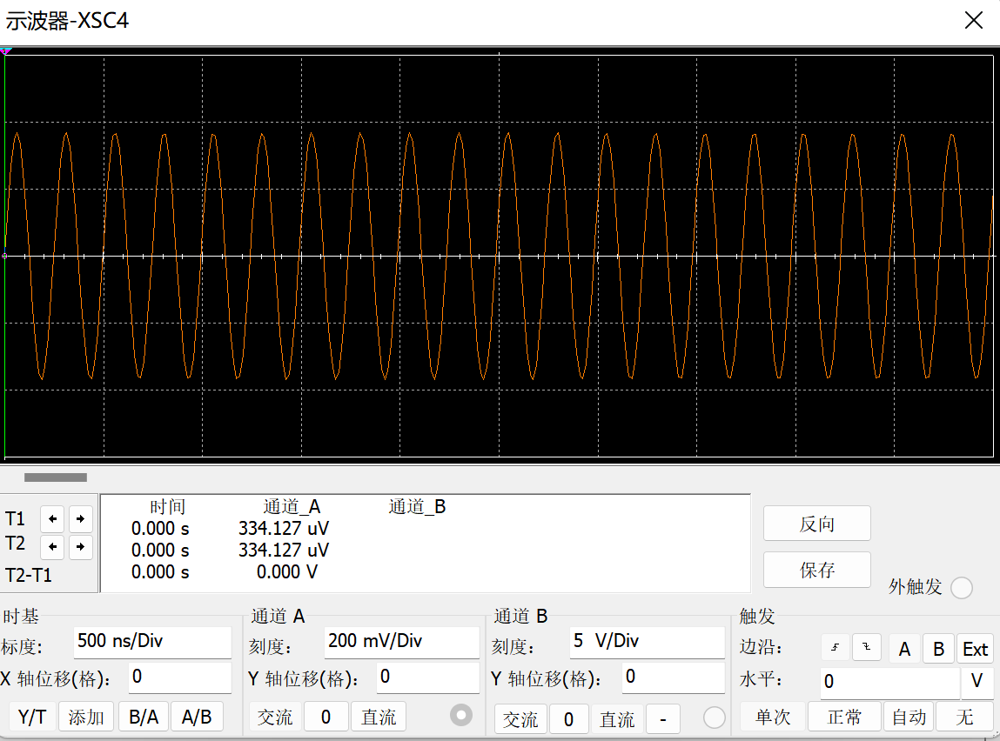 示波器-XSC4
时间 通道_A 通道_B
T1 0.000 s 334.127 uV
T2 0.000 s 334.127 uV
T2-T1 0.000 s 0.000 V
反向
保存
外触发
时基
标度: 500 ns/Div
X 轴位移(格): 0
Y/T 添加 B/A A/B
通道 A
刻度: 200 mV/Div
Y 轴位移(格): 0
交流 0 直流
通道 B
刻度: 5 V/Div
Y 轴位移(格): 0
交流 0 直流 -
触发
边沿: A B Ext
水平: 0 V
单次 正常 自动 无